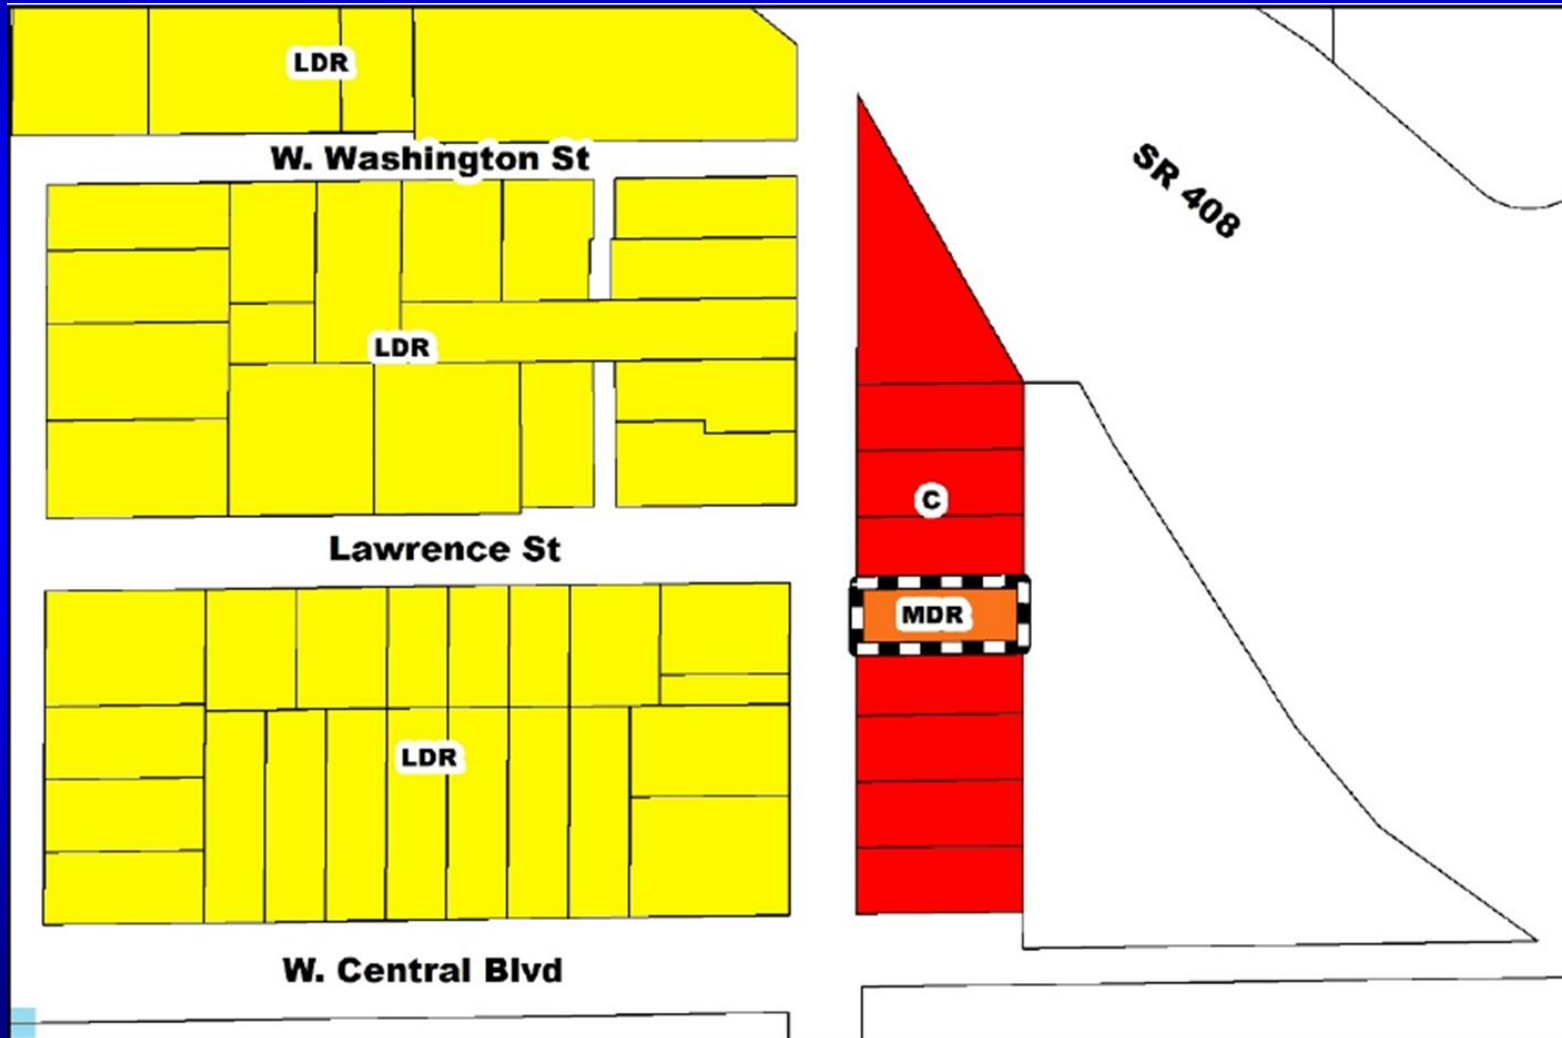 LDR
W. Washington St
SR 408
LDR
C
Lawrence St
MDR
LDR
W. Central Blvd